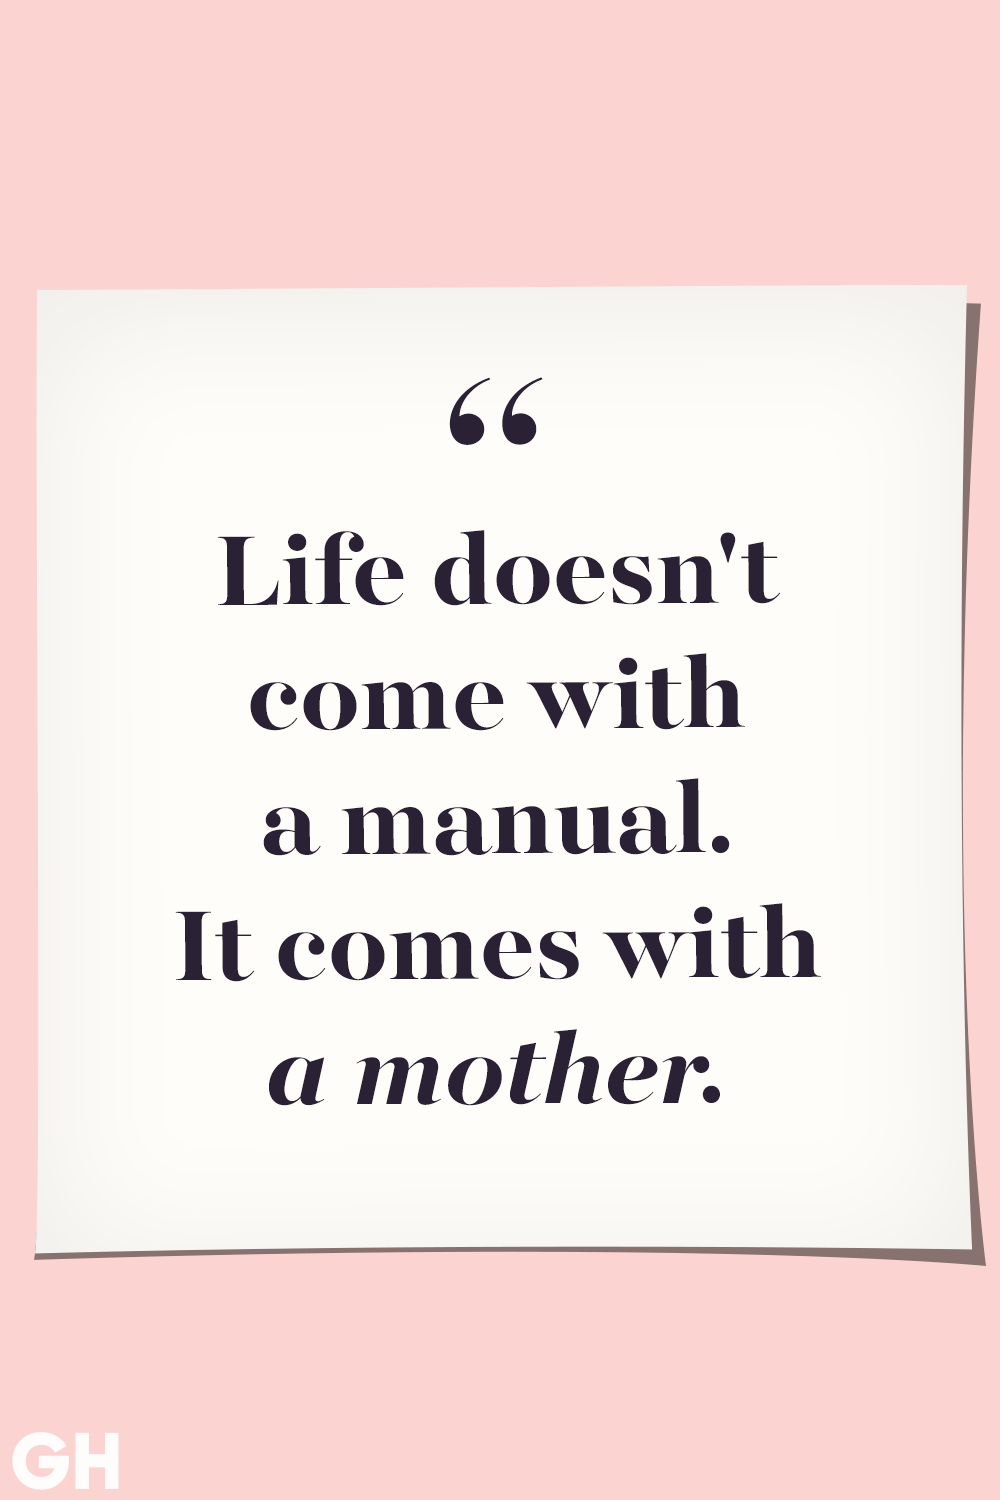 “
Life doesn't
come with
a manual.
It comes with
a mother.
GH